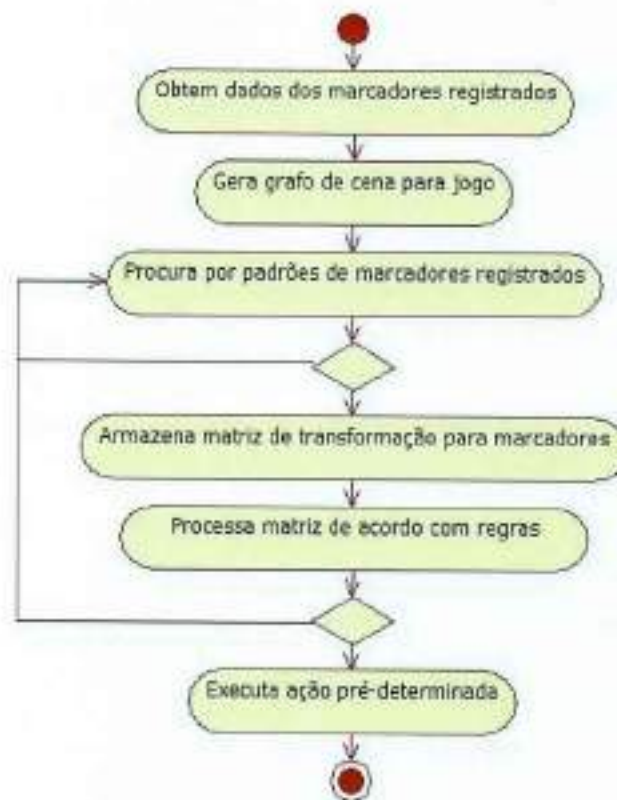 Obtem dados dos marcadores registrados
Gera grafo de cena para jogo
Procura por padrões de marcadores registrados
Armazena matriz de transformação para marcadores
Processa matriz de acordo com regras
Executa ação pré-determinada